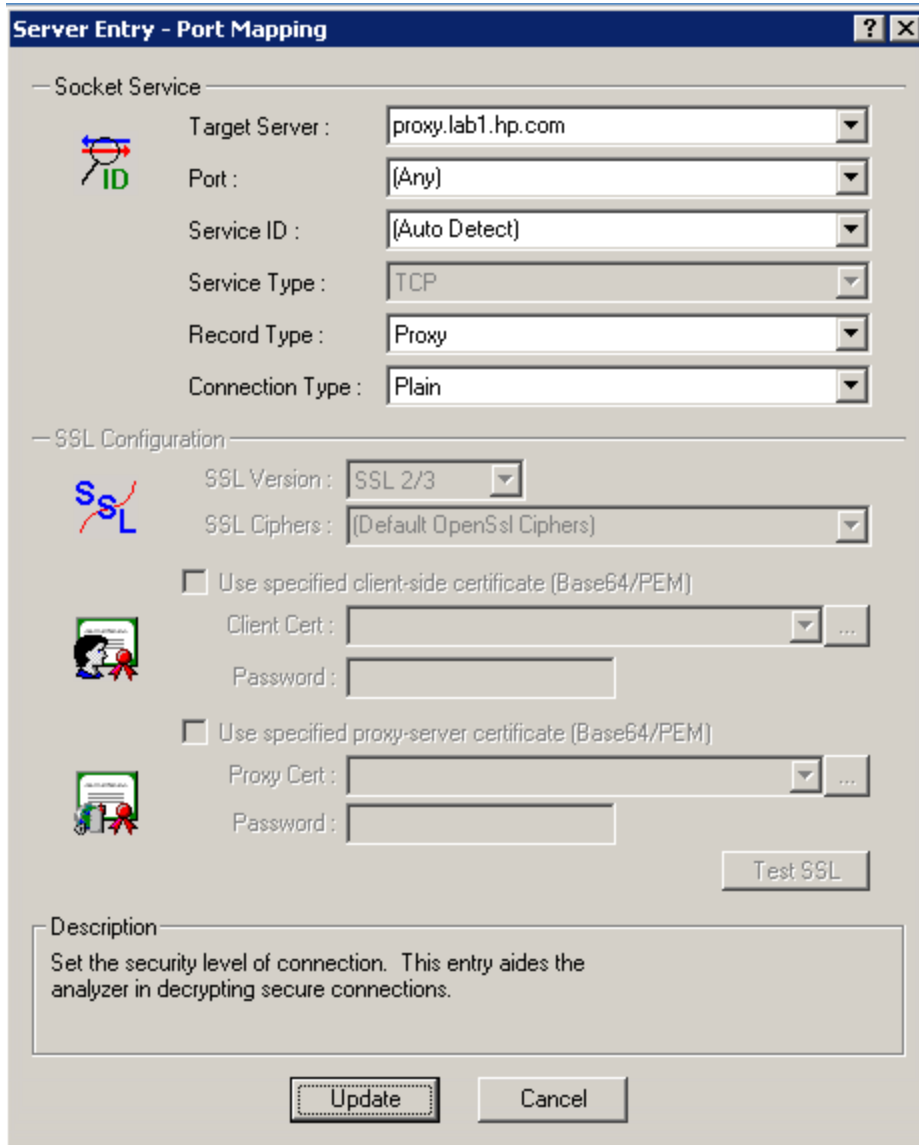 Server Entry - Port Mapping
Socket Service
ID
Target Server : proxy.lab1.hp.com
Port : (Any)
Service ID : (Auto Detect)
Service Type : TCP
Record Type : Proxy
Connection Type : Plain
SSL Configuration
SSL
SSL Version : SSL 2/3
SSL Ciphers : (Default OpenSsl Ciphers)
Use specified client-side certificate (Base64/PEM)
Client Cert : ...
Password :
Use specified proxy-server certificate (Base64/PEM)
Proxy Cert : ...
Password :
Test SSL
Description
Set the security level of connection. This entry aides the
analyzer in decrypting secure connections.
Update Cancel